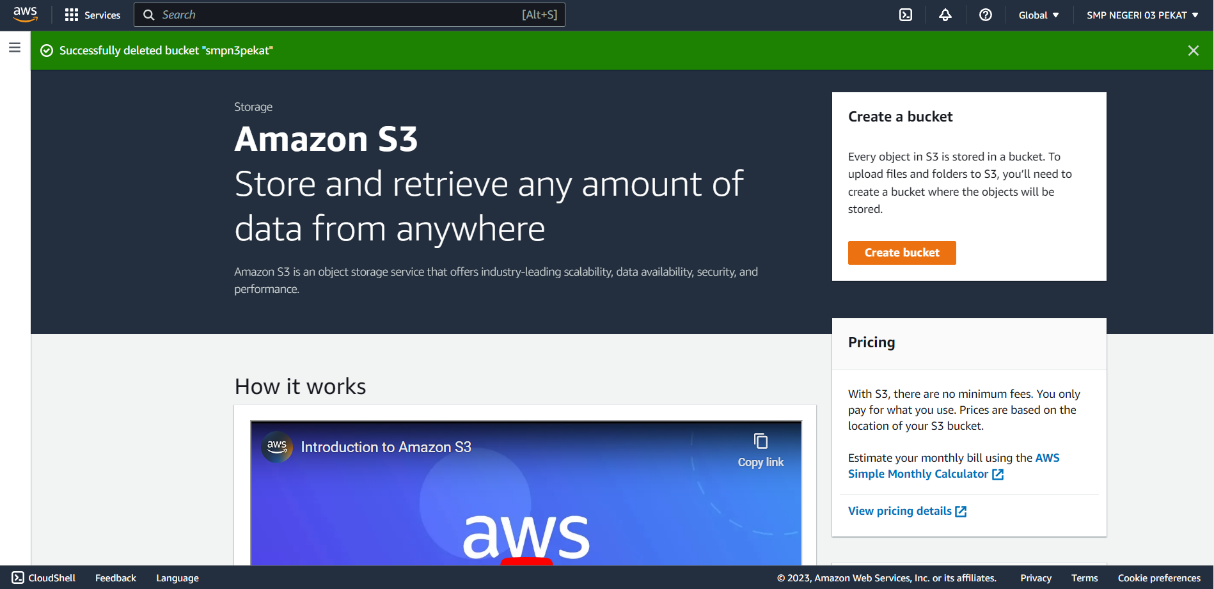 aws
Services
Search
[Alt+S]
Global
SMP NEGERI 03 PEKAT
Successfully deleted bucket "smpn3pekat"
Storage
Amazon S3
Store and retrieve any amount of
data from anywhere
Amazon S3 is an object storage service that offers industry-leading scalability, data availability, security, and
performance.
Create a bucket
Every object in S3 is stored in a bucket. To
upload files and folders to S3, you'll need to
create a bucket where the objects will be
stored.
Create bucket
Pricing
With S3, there are no minimum fees. You only
pay for what you use. Prices are based on the
location of your S3 bucket.
Estimate your monthly bill using the AWS
Simple Monthly Calculator
View pricing details
How it works
aws
Introduction to Amazon S3
Copy link
aws
CloudShell
Feedback
Language
© 2023, Amazon Web Services, Inc. or its affiliates.
Privacy
Terms
Cookie preferences